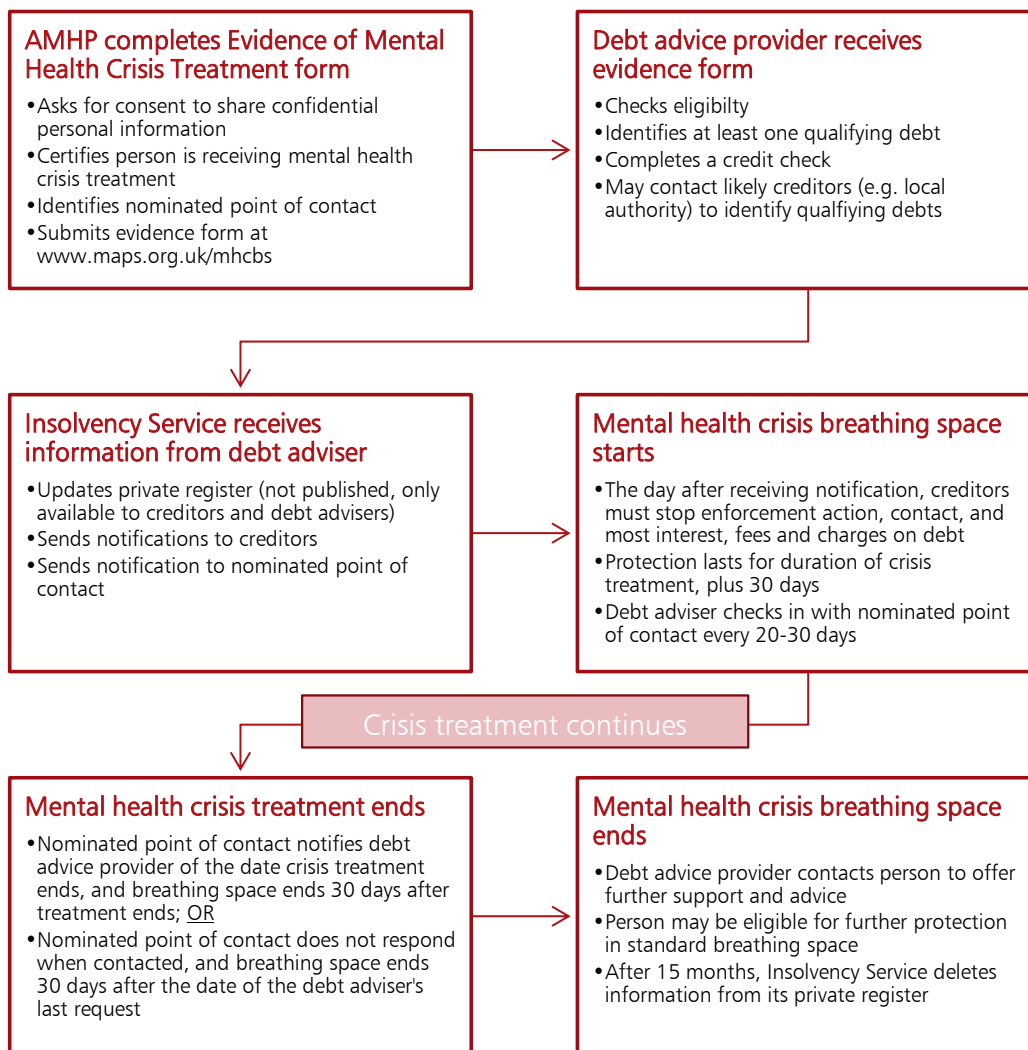 AMHP completes Evidence of Mental
Health Crisis Treatment form
•Asks for consent to share confidential
personal information
•Certifies person is receiving mental health
crisis treatment
•Identifies nominated point of contact
•Submits evidence form at
www.maps.org.uk/mhcbs
Debt advice provider receives
evidence form
•Checks eligibilty
•Identifies at least one qualifying debt
•Completes a credit check
•May contact likely creditors (e.g. local
authority) to identify qualfiying debts
Insolvency Service receives
information from debt adviser
•Updates private register (not published, only
available to creditors and debt advisers)
•Sends notifications to creditors
•Sends notification to nominated point of
contact
Mental health crisis breathing space
starts
•The day after receiving notification, creditors
must stop enforcement action, contact, and
most interest, fees and charges on debt
•Protection lasts for duration of crisis
treatment, plus 30 days
•Debt adviser checks in with nominated point
of contact every 20-30 days
Crisis treatment continues
Mental health crisis treatment ends
•Nominated point of contact notifies debt
advice provider of the date crisis treatment
ends, and breathing space ends 30 days after
treatment ends; OR
•Nominated point of contact does not respond
when contacted, and breathing space ends
30 days after the date of the debt adviser's
last request
Mental health crisis breathing space
ends
•Debt advice provider contacts person to offer
further support and advice
•Person may be eligible for further protection
in standard breathing space
•After 15 months, Insolvency Service deletes
information from its private register